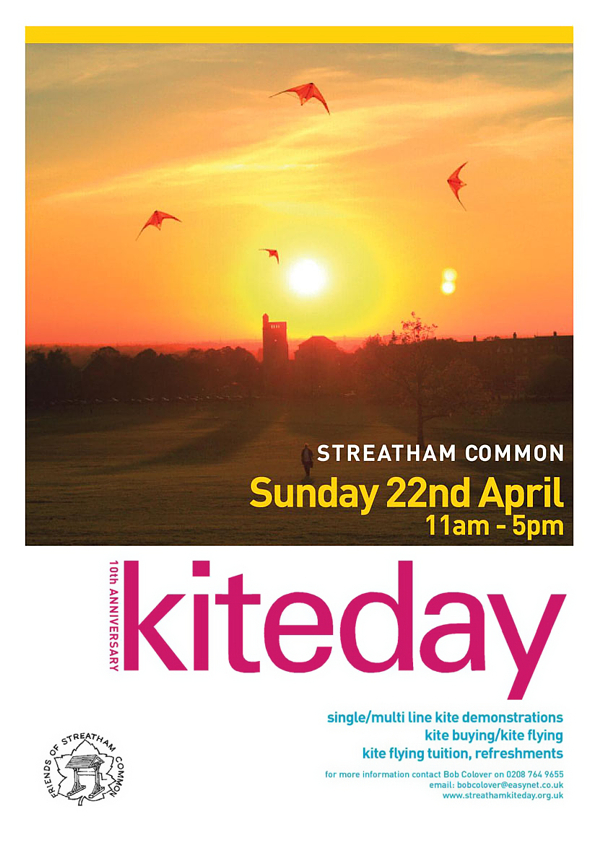 STREATHAM COMMON
Sunday 22nd April
11am - 5pm
10th ANNIVERSARY
kiteday
single/multi line kite demonstrations
kite buying/kite flying
kite flying tuition, refreshments
for more information contact Bob Colover on 0208 764 9655
email: bobcolover@easynet.co.uk
www.streathamkiteday.org.uk
FRIENDS OF STREATHAM COMMON